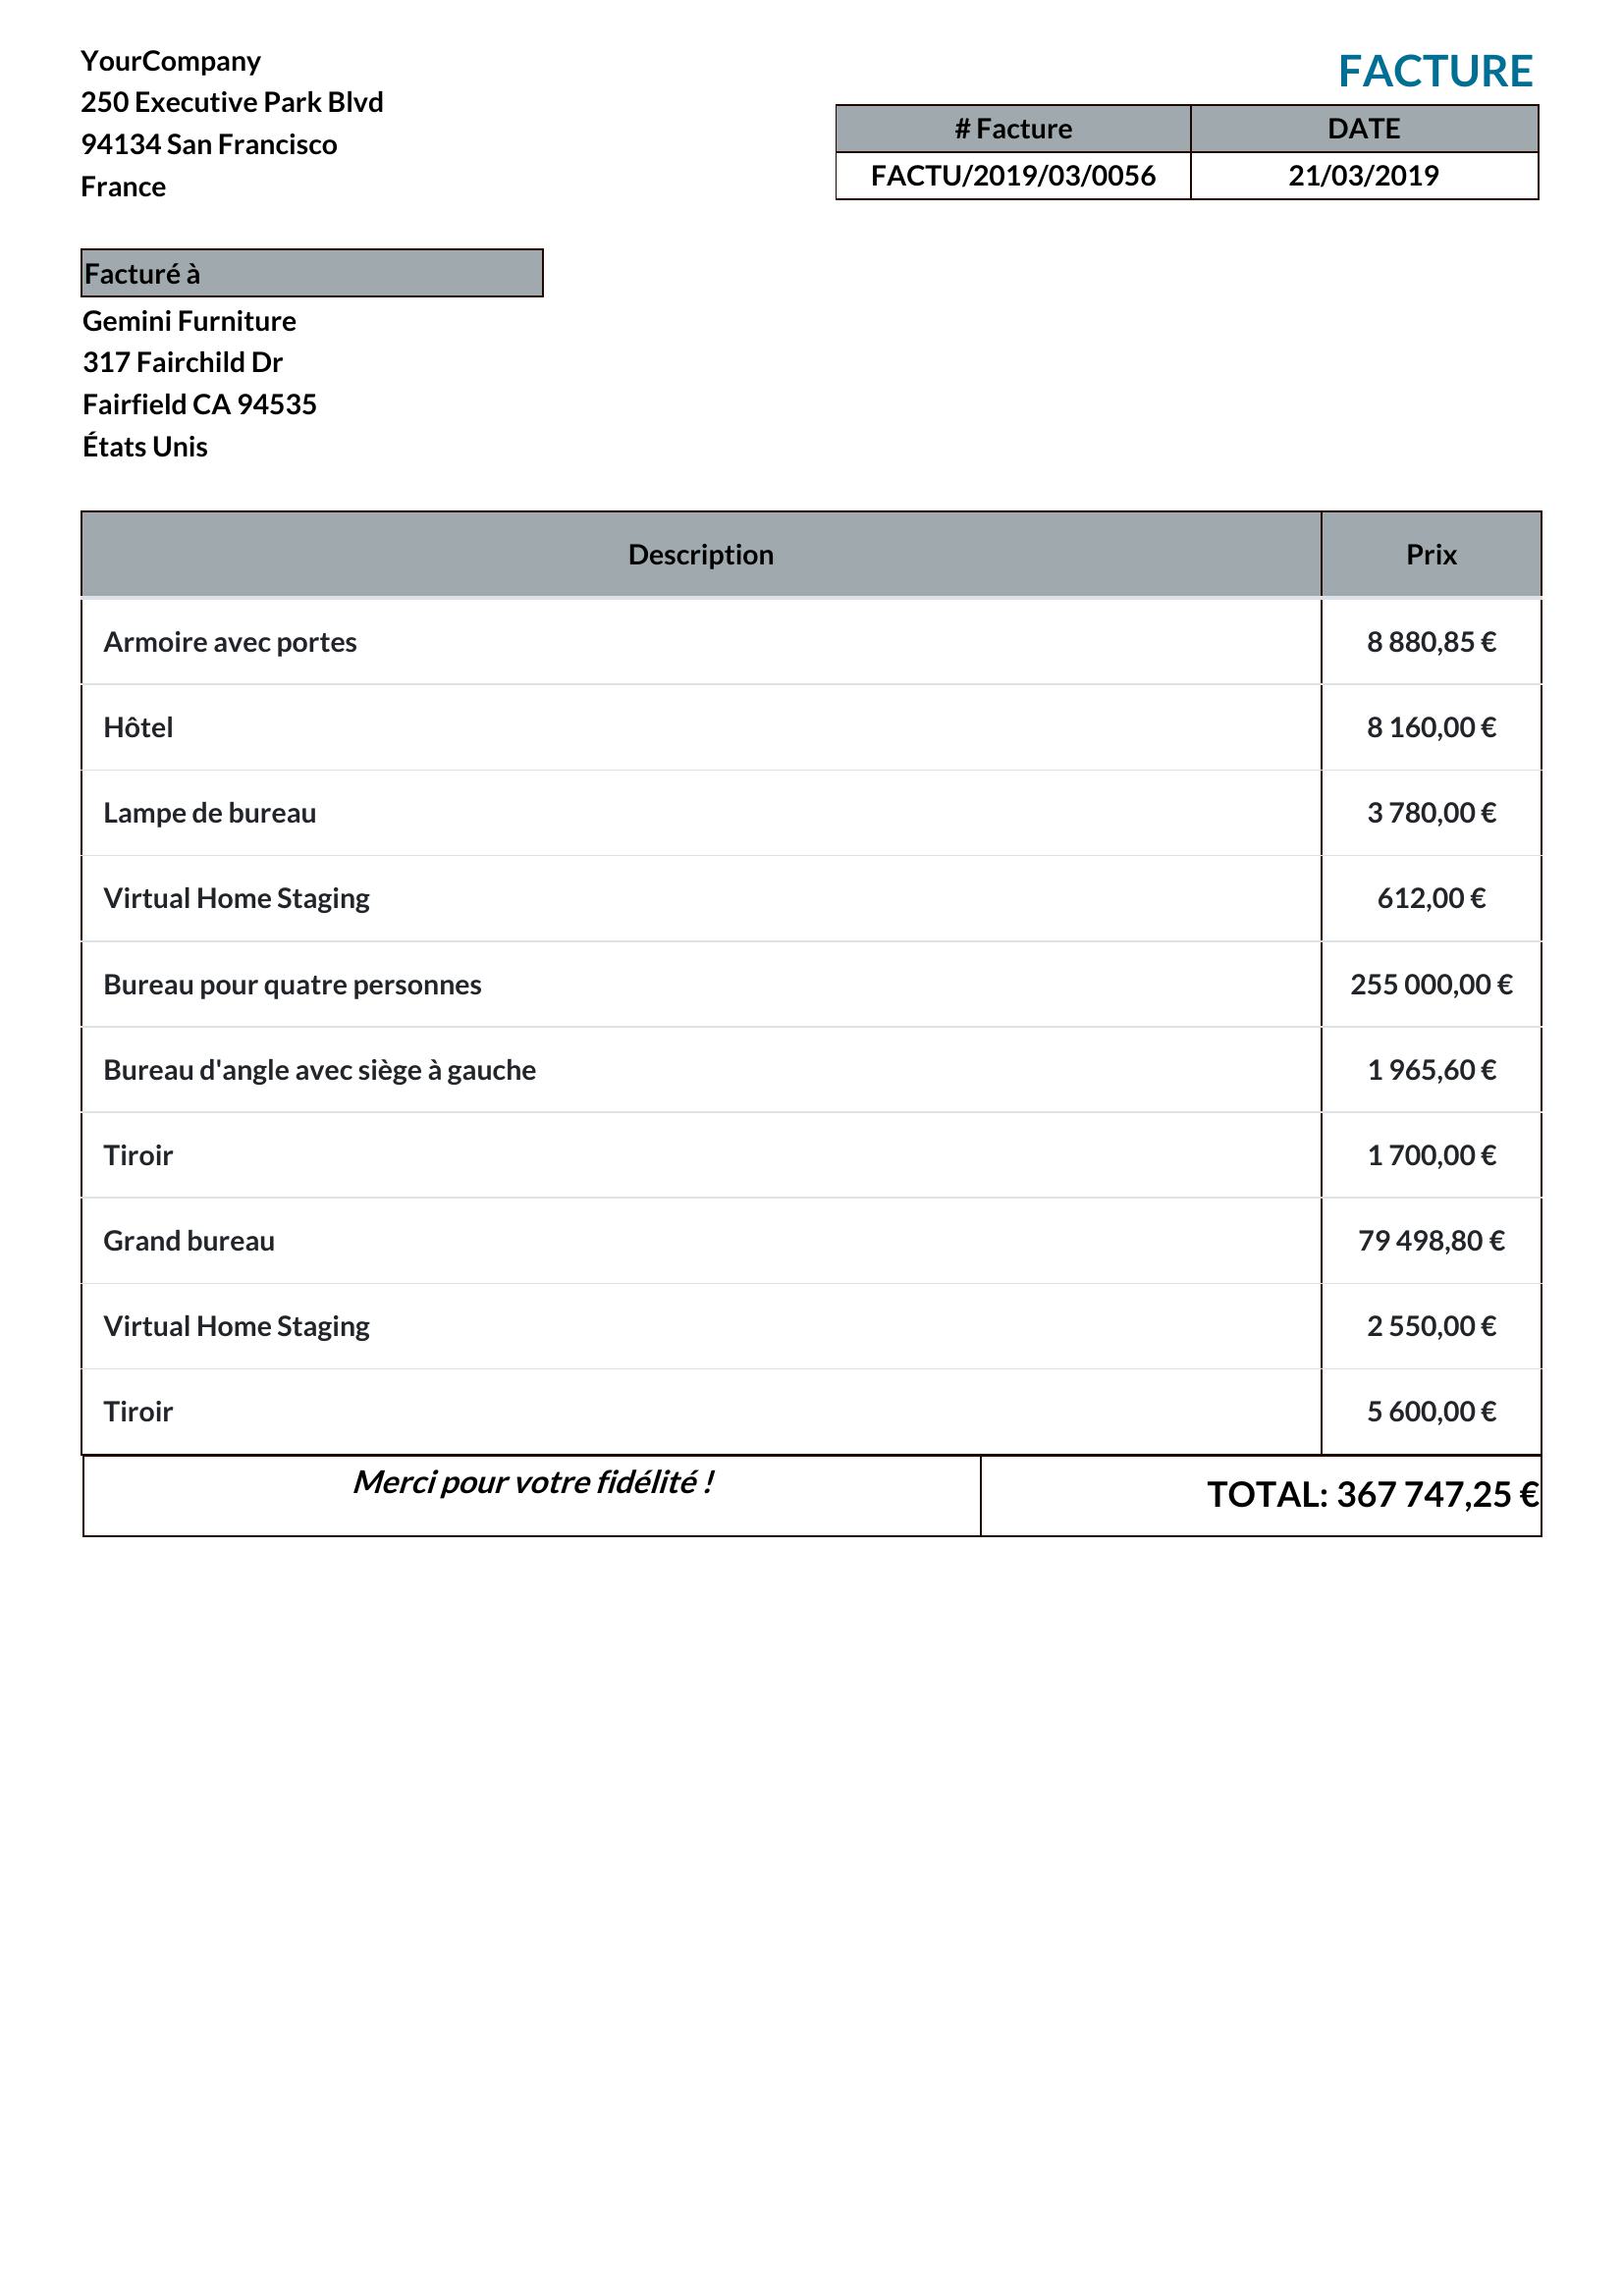 YourCompany
250 Executive Park Blvd
94134 San Francisco
France
FACTURE
# Facture DATE
FACTU/2019/03/0056 21/03/2019
Facturé à
Gemini Furniture
317 Fairchild Dr
Fairfield CA 94535
États Unis
Description Prix
Armoire avec portes 8 880,85 €
Hôtel 8 160,00 €
Lampe de bureau 3 780,00 €
Virtual Home Staging 612,00 €
Bureau pour quatre personnes 255 000,00 €
Bureau d'angle avec siège à gauche 1 965,60 €
Tiroir 1 700,00 €
Grand bureau 79 498,80 €
Virtual Home Staging 2 550,00 €
Tiroir 5 600,00 €
Merci pour votre fidélité !
TOTAL: 367 747,25 €